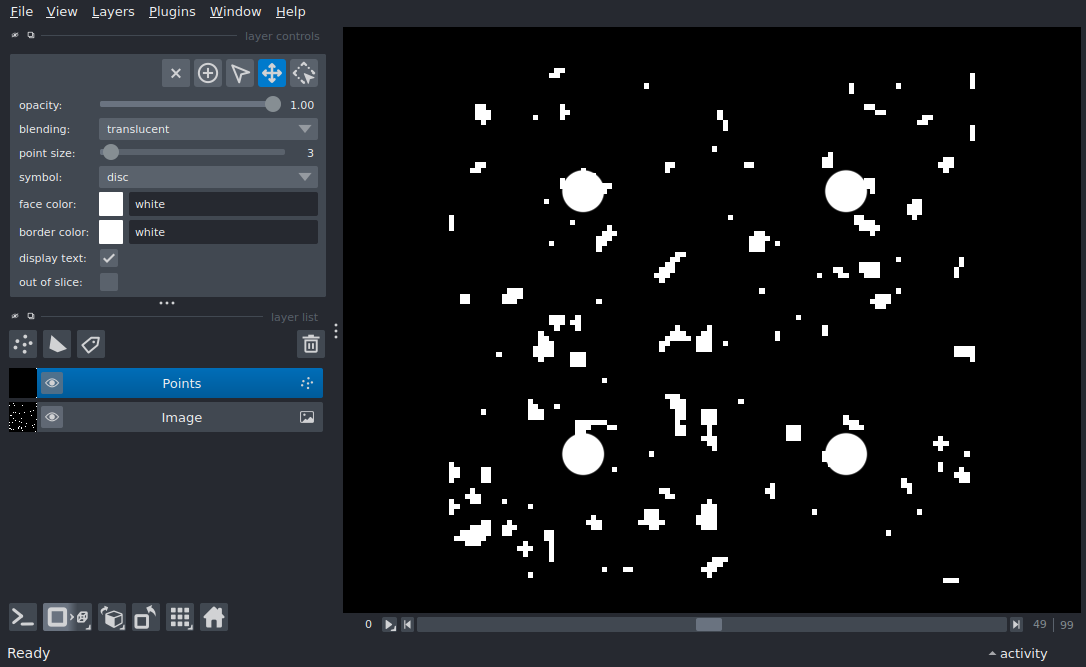 File View Layers Plugins Window Help
layer controls
opacity: 1.00
blending: translucent
point size: 3
symbol: disc
face color: white
border color: white
display text:
out of slice:
layer list
Points
Image
0 49 | 99
Ready activity